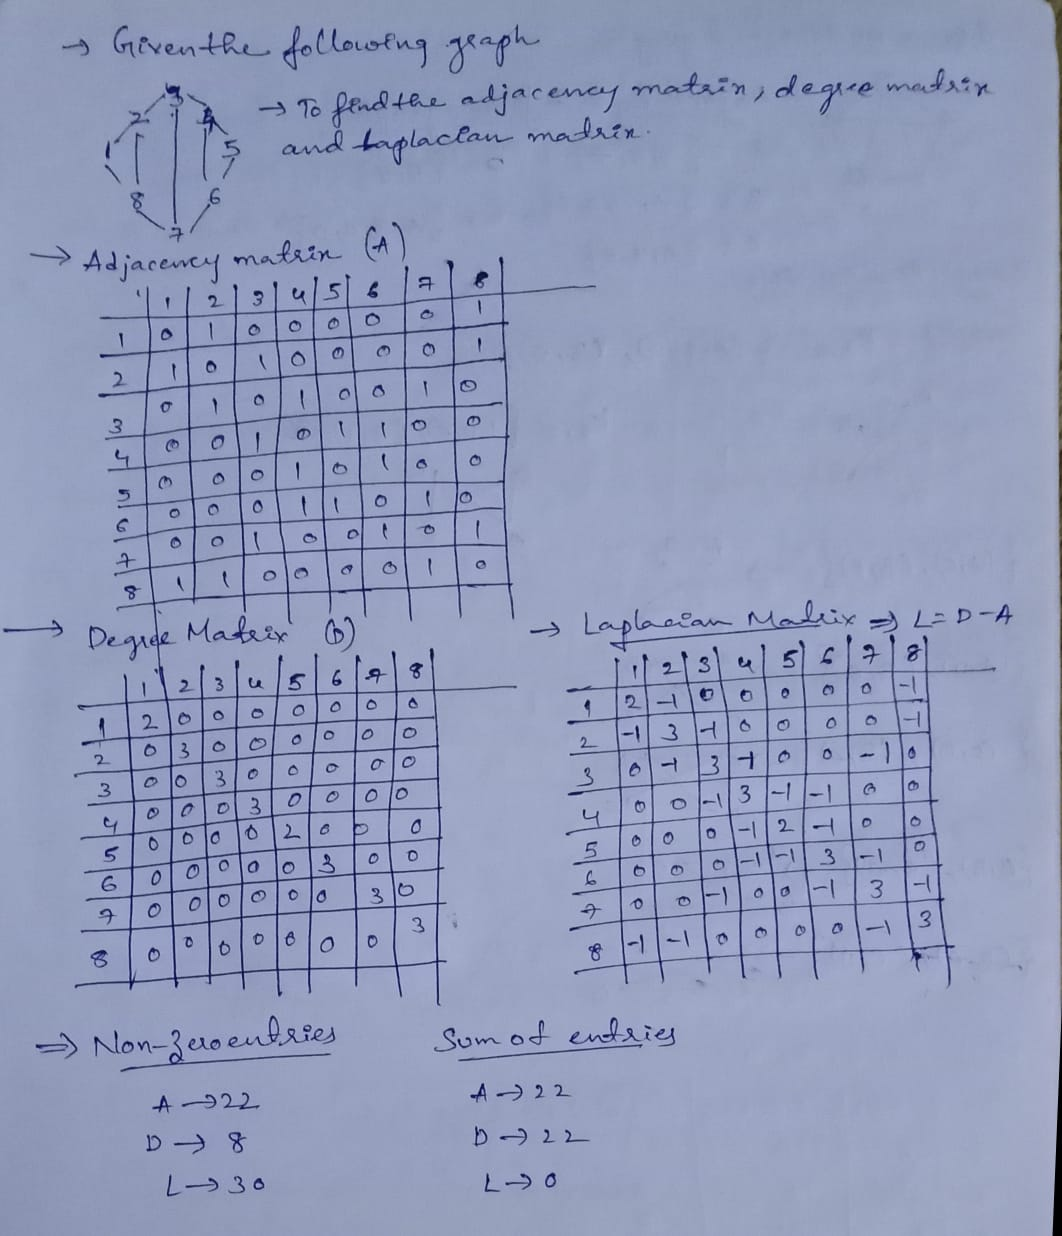 → Given the following graph
→ To find the adjacency matrix, degree matrix
and Laplacian matrix.
3
2 4
1 5
8 6
7
→ Adjacency matrix (A)
1 2 3 4 5 6 7 8
1 0 1 0 0 0 0 0 1
2 1 0 1 0 0 0 0 1
3 0 1 0 1 0 0 1 0
4 0 0 1 0 1 1 0 0
5 0 0 0 1 0 1 0 0
6 0 0 0 1 1 0 1 0
7 0 0 1 0 0 1 0 1
8 1 1 0 0 0 0 1 0
→ Degree Matrix (D)
1 2 3 4 5 6 7 8
1 2 0 0 0 0 0 0 0
2 0 3 0 0 0 0 0 0
3 0 0 3 0 0 0 0 0
4 0 0 0 3 0 0 0 0
5 0 0 0 0 2 0 0 0
6 0 0 0 0 0 3 0 0
7 0 0 0 0 0 0 3 0
8 0 0 0 0 0 0 0 3
→ Laplacian Matrix ⇒ L = D - A
1 2 3 4 5 6 7 8
1 2 -1 0 0 0 0 0 -1
2 -1 3 -1 0 0 0 0 -1
3 0 -1 3 -1 0 0 -1 0
4 0 0 -1 3 -1 -1 0 0
5 0 0 0 -1 2 -1 0 0
6 0 0 0 -1 -1 3 -1 0
7 0 0 -1 0 0 -1 3 -1
8 -1 -1 0 0 0 0 -1 3
⇒ Non-zero entries
A → 22
D → 8
L → 30
Sum of entries
A → 22
D → 22
L → 0